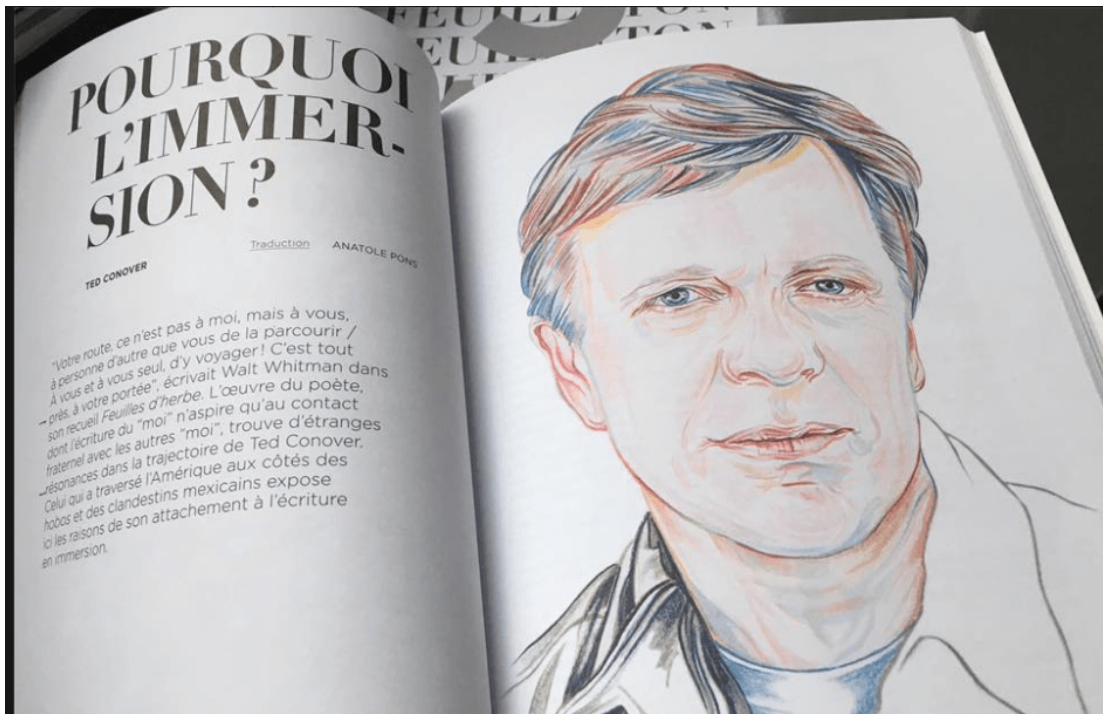 FEUILLETON
FEUILLETON
POURQUOI
L'IMMER-
SION ?
Traduction ANATOLE PONS
TED CONOVER
"Votre route, ce n'est pas à moi, mais à vous,
à personne d'autre que vous de la parcourir /
À vous et à vous seul, d'y voyager ! C'est tout
près, à votre portée", écrivait Walt Whitman dans
son recueil Feuilles d'herbe. L'œuvre du poète,
dont l'écriture du "moi" n'aspire qu'au contact
fraternel avec les autres "moi", trouve d'étranges
résonances dans la trajectoire de Ted Conover.
Celui qui a traversé l'Amérique aux côtés des
hobos et des clandestins mexicains expose
ici les raisons de son attachement à l'écriture
en immersion.